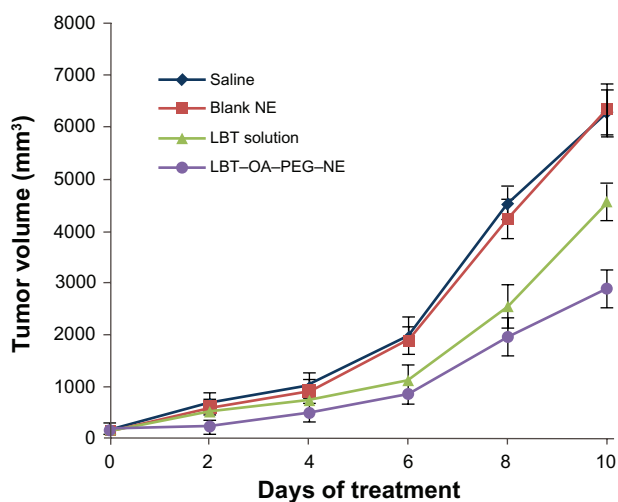 8000
7000
6000
5000
4000
3000
2000
1000
0
Tumor volume (mm³)
Saline
Blank NE
LBT solution
LBT–OA–PEG–NE
0 2 4 6 8 10
Days of treatment